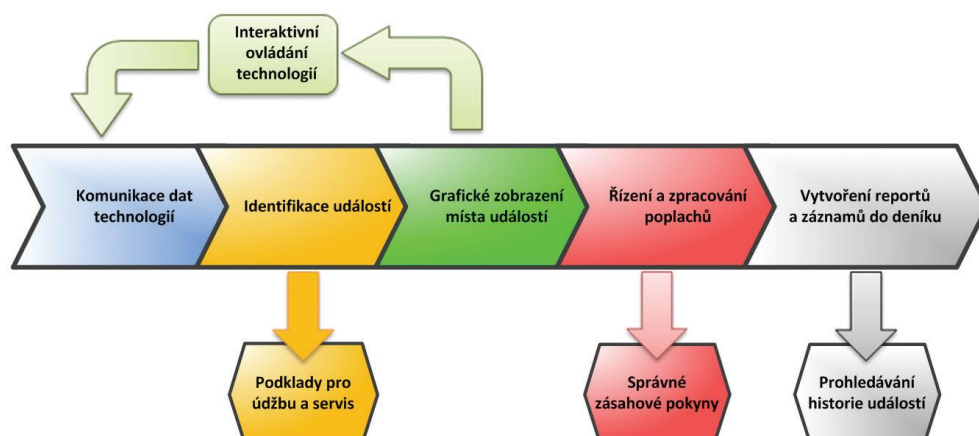 Interaktivní
ovládání
technologií
Komunikace dat
technologií
Identifikace událostí
Grafické zobrazení
místa událostí
Řízení a zpracování
poplachů
Vytvoření reportů
a záznamů do deníku
Podklady pro
údžbu a servis
Správné
zásahové pokyny
Prohledávání
historie událostí